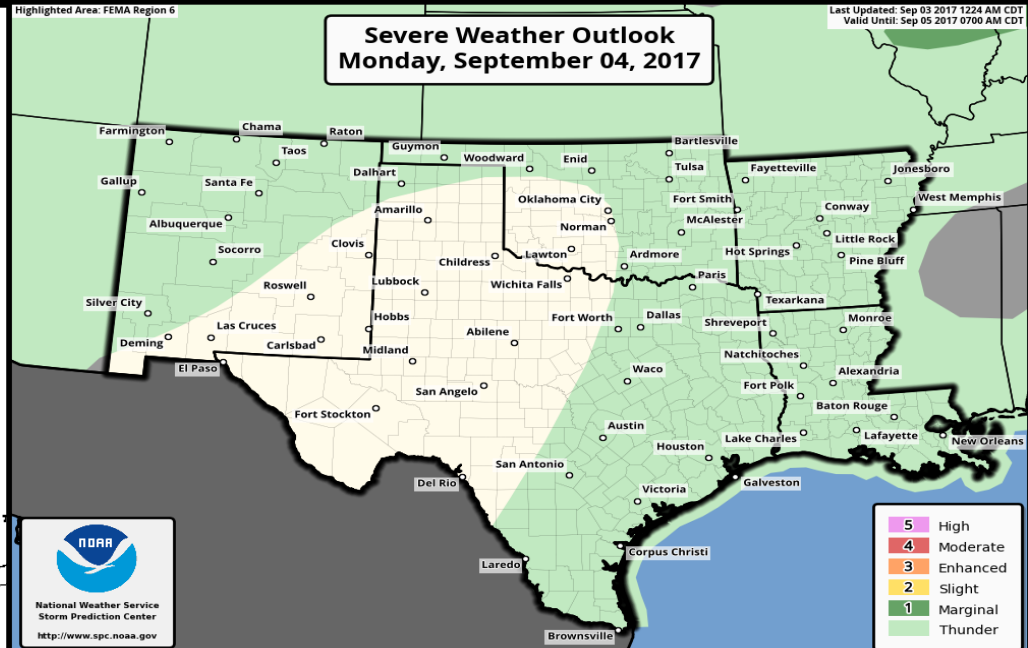 Highlighted Area: FEMA Region 6
Last Updated: Sep 03 2017 1224 AM CDT
Valid Until: Sep 05 2017 0700 AM CDT
Severe Weather Outlook
Monday, September 04, 2017
Farmington
Chama
Raton
Taos
Guymon
Woodward
Enid
Bartlesville
Tulsa
Fayetteville
Jonesboro
Gallup
Santa Fe
Dalhart
Fort Smith
West Memphis
Albuquerque
Amarillo
Oklahoma City
Norman
McAlester
Conway
Little Rock
Socorro
Clovis
Childress
Lawton
Ardmore
Hot Springs
Pine Bluff
Roswell
Lubbock
Wichita Falls
Paris
Texarkana
Silver City
Las Cruces
Hobbs
Abilene
Fort Worth
Dallas
Shreveport
Monroe
Deming
Carlsbad
Midland
Natchitoches
El Paso
San Angelo
Waco
Fort Polk
Alexandria
Fort Stockton
Baton Rouge
Austin
Houston
Lake Charles
Lafayette
New Orleans
Del Rio
San Antonio
Galveston
Victoria
Corpus Christi
Laredo
Brownsville
NOAA
National Weather Service
Storm Prediction Center
http://www.spc.noaa.gov
5 High
4 Moderate
3 Enhanced
2 Slight
1 Marginal
Thunder